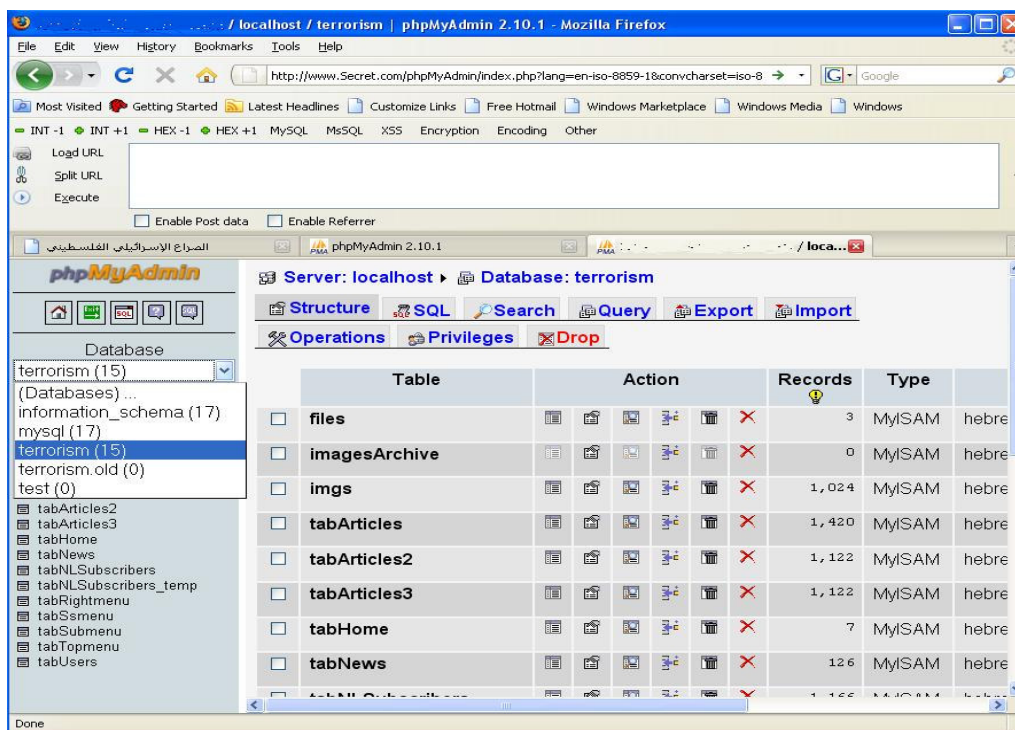 / localhost / terrorism | phpMyAdmin 2.10.1 - Mozilla Firefox
File Edit View History Bookmarks Tools Help
http://www.Secret.com/phpMyAdmin/index.php?lang=en-iso-8859-1&convcharset=iso-8 G Google
Most Visited Getting Started Latest Headlines Customize Links Free Hotmail Windows Marketplace Windows Media Windows
INT -1 INT +1 HEX -1 HEX +1 MySQL MsSQL XSS Encryption Encoding Other
Load URL
Split URL
Execute
Enable Post data Enable Referrer
الصراع الإسرائيلي الفلسطيني phpMyAdmin 2.10.1 / loca...
phpMyAdmin
Database
terrorism (15)
(Databases) ...
information_schema (17)
mysql (17)
terrorism (15)
terrorism.old (0)
test (0)
tabArticles2
tabArticles3
tabHome
tabNews
tabNLSubscribers
tabNLSubscribers_temp
tabRightmenu
tabSsmenu
tabSubmenu
tabTopmenu
tabUsers
Server: localhost Database: terrorism
Structure SQL Search Query Export Import
Operations Privileges Drop
Table Action Records Type
files 3 MyISAM hebre
imagesArchive 0 MyISAM hebre
imgs 1,024 MyISAM hebre
tabArticles 1,420 MyISAM hebre
tabArticles2 1,122 MyISAM hebre
tabArticles3 1,122 MyISAM hebre
tabHome 7 MyISAM hebre
tabNews 126 MyISAM hebre
Done